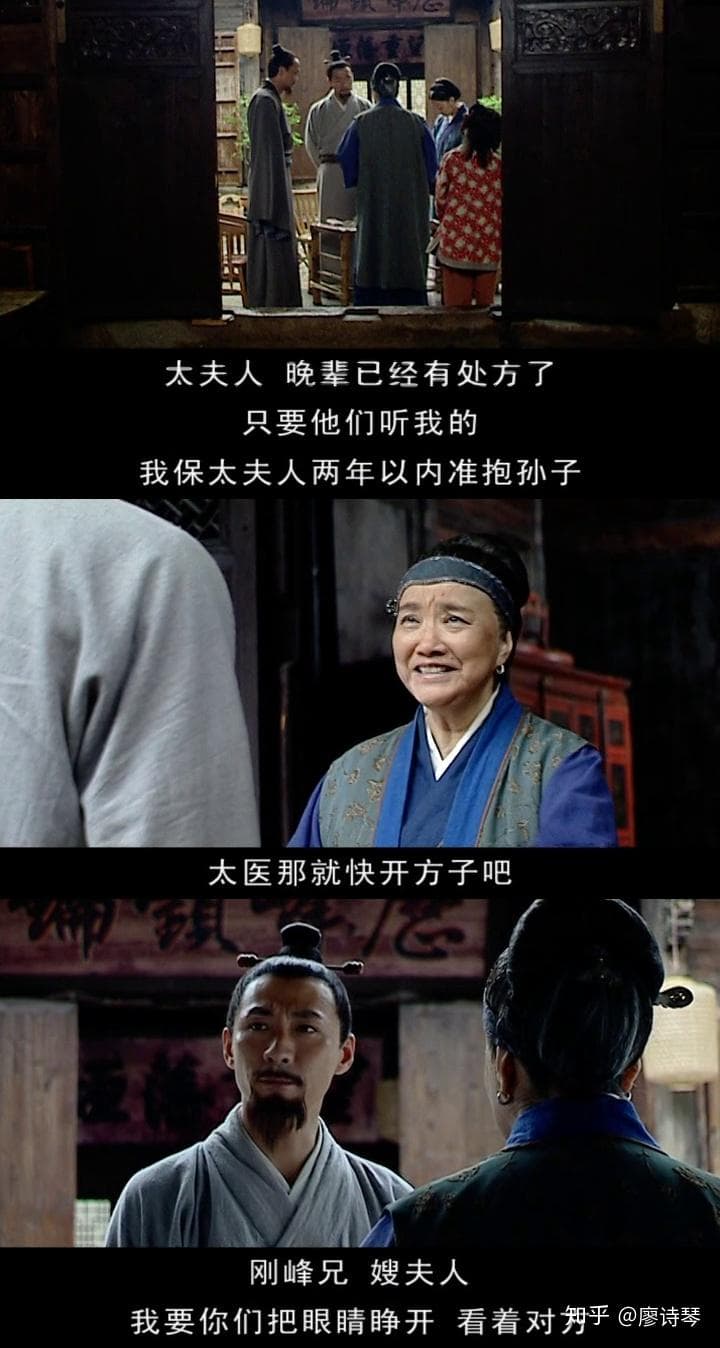 太夫人 晚辈已经有处方了
只要他们听我的
我保太夫人两年以内准抱孙子
太医那就快开方子吧
刚峰兄 嫂夫人
我要你们把眼睛睁开 看着对方
知乎 @廖诗琴